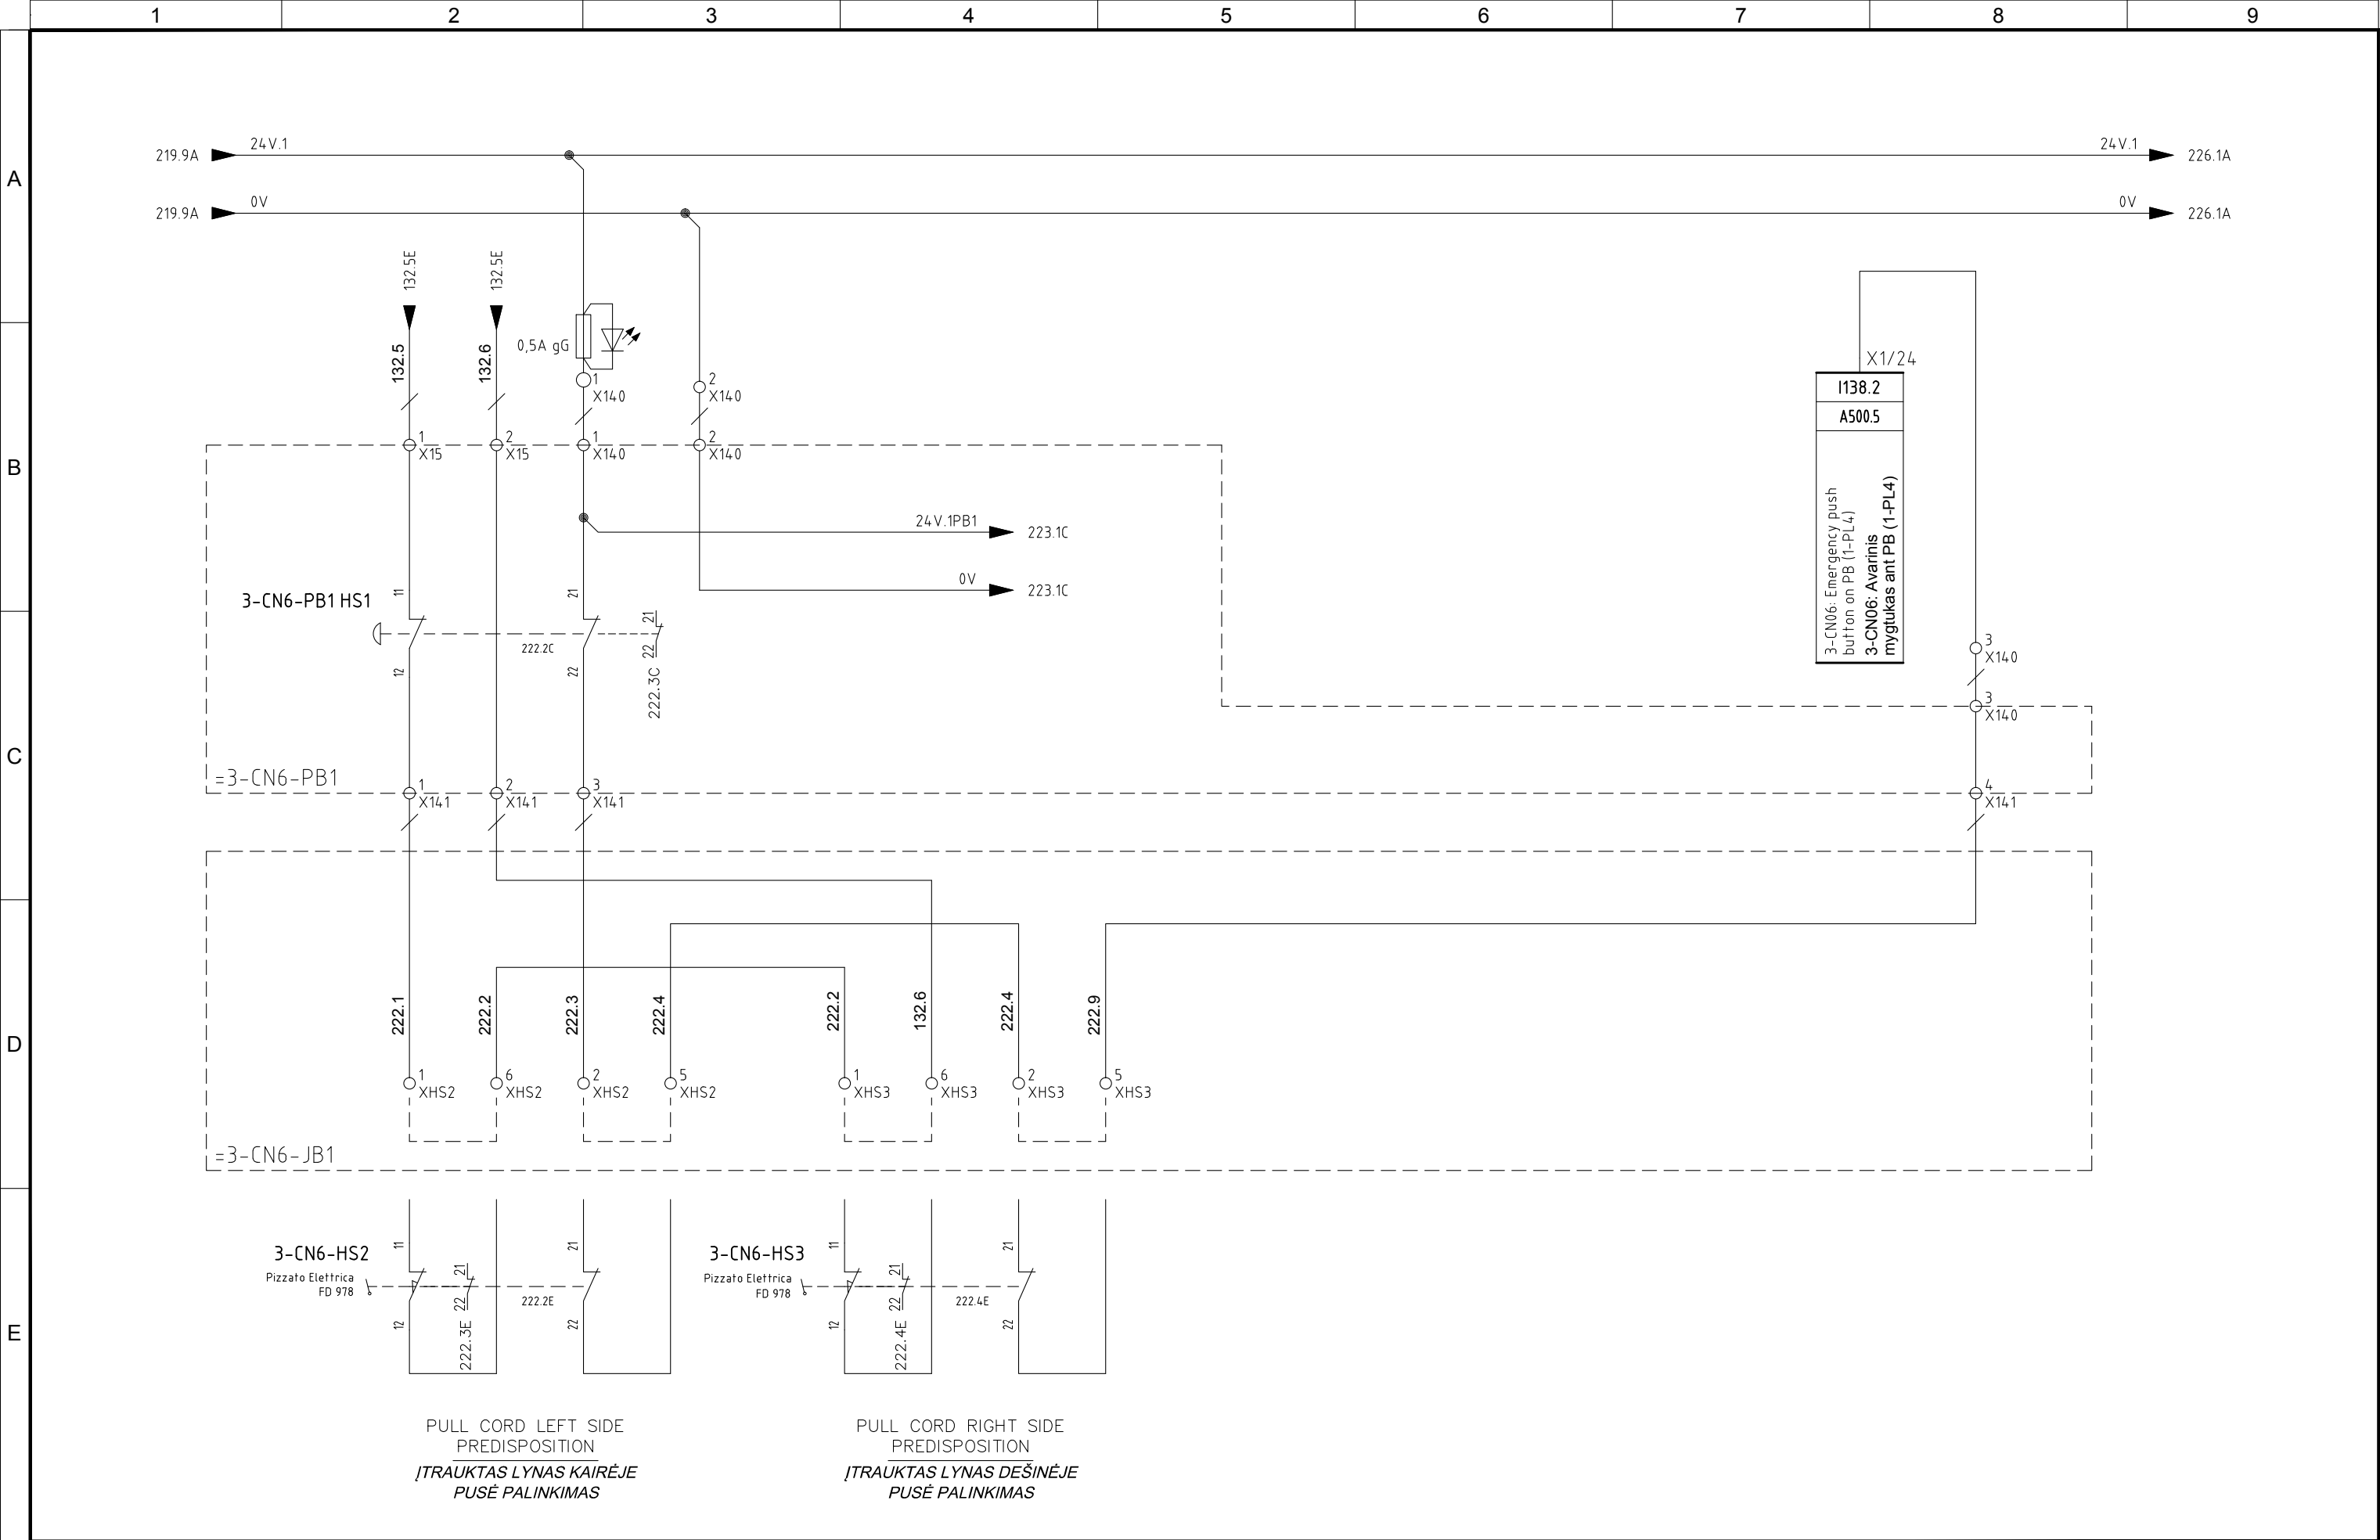 1 2 3 4 5 6 7 8 9
A
B
C
D
E
219.9A 24V.1 24V.1 226.1A
219.9A 0V 0V 226.1A
132.5E 132.5E
132.5 132.6 0,5A gG
1 X140
2 X140
1 X15
2 X15
1 X140
2 X140
X1/24
I138.2
A500.5
3-CN06: Emergency push
button on PB (1-PL4)
3-CN06: Avarinis
mygtukas ant PB (1-PL4)
24V.1PB1 223.1C
0V 223.1C
3-CN6-PB1 HS1
11 12
222.2C
21 22
21 22
222.3C
3 X140
3 X140
=3-CN6-PB1
1 X141
2 X141
3 X141
4 X141
222.1 222.2 222.3 222.4 222.2 132.6 222.4 222.9
1 XHS2
6 XHS2
2 XHS2
5 XHS2
1 XHS3
6 XHS3
2 XHS3
5 XHS3
=3-CN6-JB1
3-CN6-HS2
Pizzato Elettrica
FD 978
11 12
21 22
222.3E
222.2E
21 22
3-CN6-HS3
Pizzato Elettrica
FD 978
11 12
21 22
222.4E
222.4E
21 22
PULL CORD LEFT SIDE
PREDISPOSITION
ĮTRAUKTAS LYNAS KAIRĖJE
PUSĖ PALINKIMAS
PULL CORD RIGHT SIDE
PREDISPOSITION
ĮTRAUKTAS LYNAS DEŠINĖJE
PUSĖ PALINKIMAS